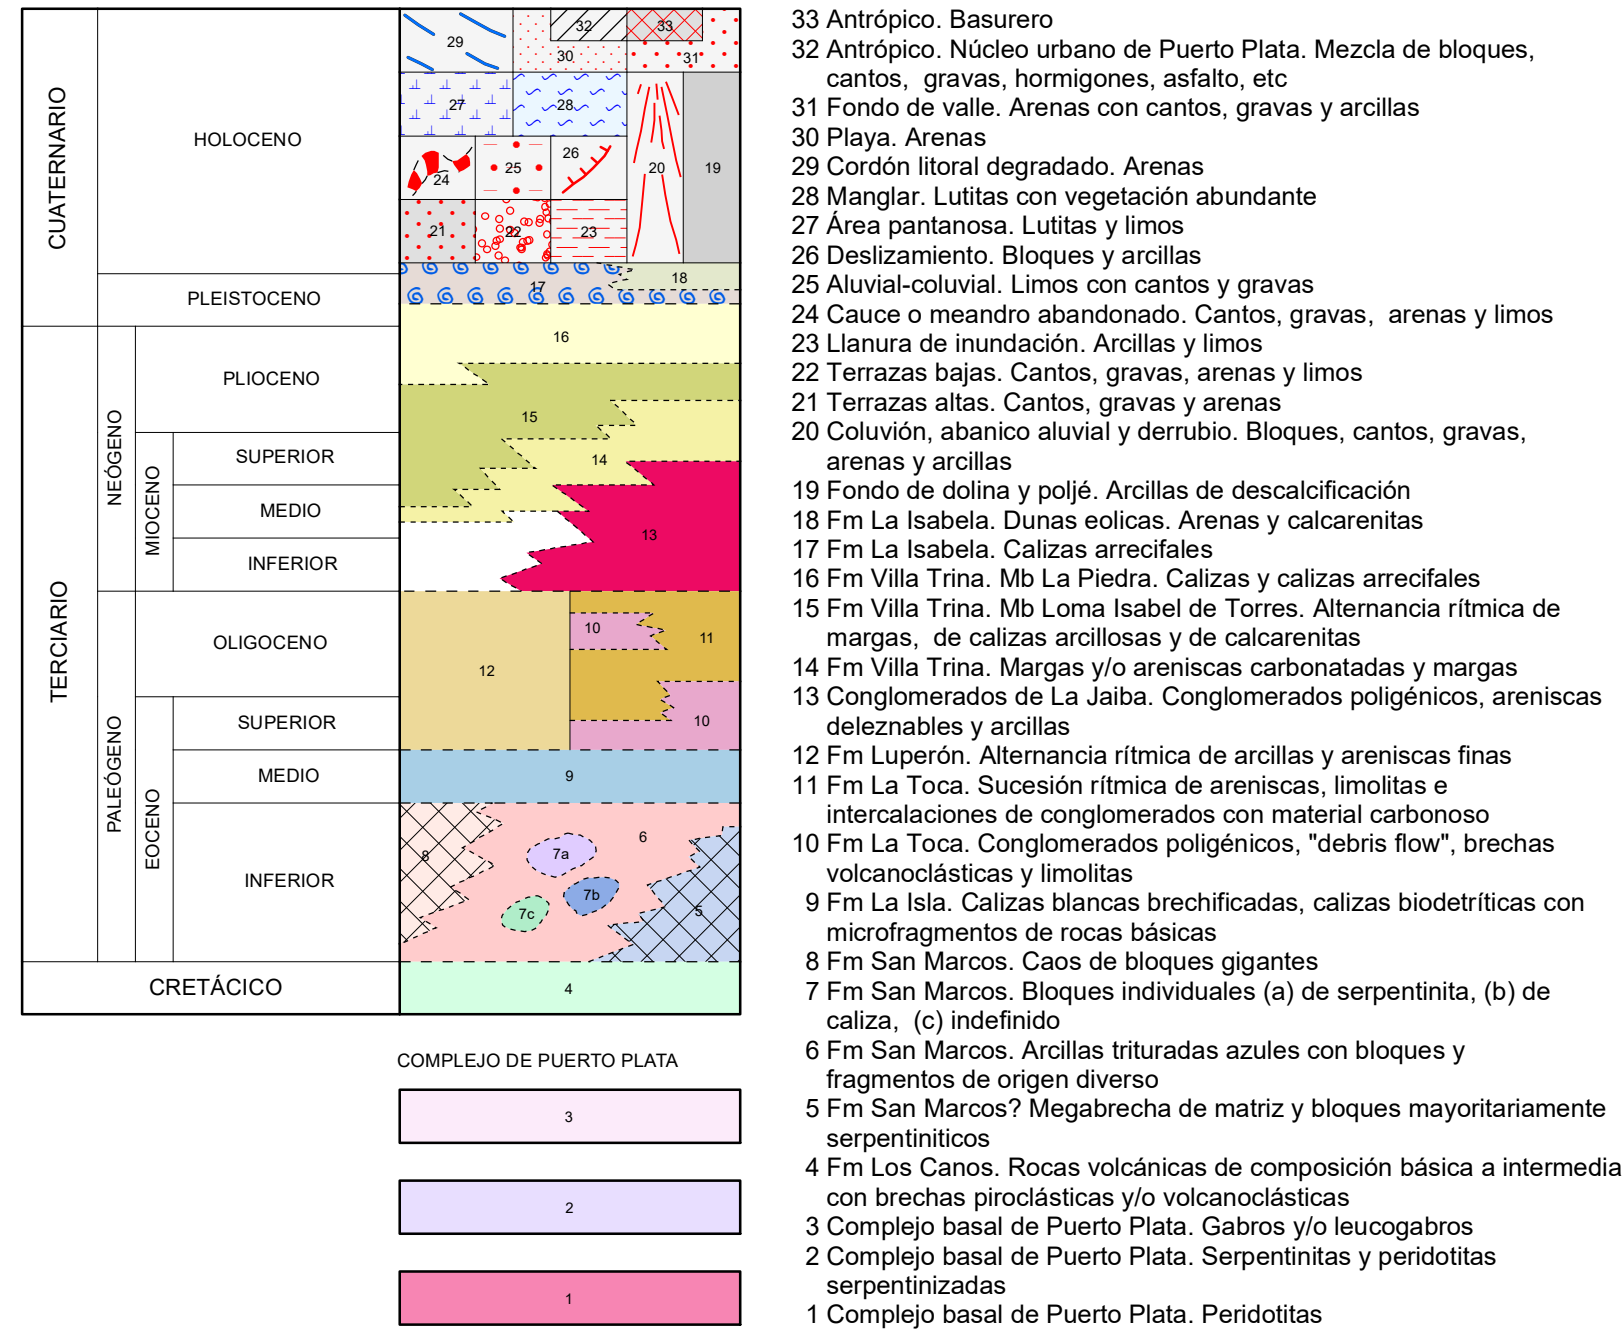 CUATERNARIO
HOLOCENO
PLEISTOCENO
TERCIARIO
NEÓGENO
PLIOCENO
MIOCENO
SUPERIOR
MEDIO
INFERIOR
PALEÓGENO
OLIGOCENO
EOCENO
SUPERIOR
MEDIO
INFERIOR
CRETÁCICO
29
32
33
30
31
27
28
24
25
26
20
19
21
22
23
17
18
16
15
14
13
12
10
11
10
9
8
6
7a
7b
7c
5
4
COMPLEJO DE PUERTO PLATA
3
2
1
33 Antrópico. Basurero
32 Antrópico. Núcleo urbano de Puerto Plata. Mezcla de bloques,
cantos, gravas, hormigones, asfalto, etc
31 Fondo de valle. Arenas con cantos, gravas y arcillas
30 Playa. Arenas
29 Cordón litoral degradado. Arenas
28 Manglar. Lutitas con vegetación abundante
27 Área pantanosa. Lutitas y limos
26 Deslizamiento. Bloques y arcillas
25 Aluvial-coluvial. Limos con cantos y gravas
24 Cauce o meandro abandonado. Cantos, gravas, arenas y limos
23 Llanura de inundación. Arcillas y limos
22 Terrazas bajas. Cantos, gravas, arenas y limos
21 Terrazas altas. Cantos, gravas y arenas
20 Coluvión, abanico aluvial y derrubio. Bloques, cantos, gravas,
arenas y arcillas
19 Fondo de dolina y poljé. Arcillas de descalcificación
18 Fm La Isabela. Dunas eolicas. Arenas y calcarenitas
17 Fm La Isabela. Calizas arrecifales
16 Fm Villa Trina. Mb La Piedra. Calizas y calizas arrecifales
15 Fm Villa Trina. Mb Loma Isabel de Torres. Alternancia rítmica de
margas, de calizas arcillosas y de calcarenitas
14 Fm Villa Trina. Margas y/o areniscas carbonatadas y margas
13 Conglomerados de La Jaiba. Conglomerados poligénicos, areniscas
deleznables y arcillas
12 Fm Luperón. Alternancia rítmica de arcillas y areniscas finas
11 Fm La Toca. Sucesión rítmica de areniscas, limolitas e
intercalaciones de conglomerados con material carbonoso
10 Fm La Toca. Conglomerados poligénicos, "debris flow", brechas
volcanoclásticas y limolitas
9 Fm La Isla. Calizas blancas brechificadas, calizas biodetríticas con
microfragmentos de rocas básicas
8 Fm San Marcos. Caos de bloques gigantes
7 Fm San Marcos. Bloques individuales (a) de serpentinita, (b) de
caliza, (c) indefinido
6 Fm San Marcos. Arcillas trituradas azules con bloques y
fragmentos de origen diverso
5 Fm San Marcos? Megabrecha de matriz y bloques mayoritariamente
serpentiniticos
4 Fm Los Canos. Rocas volcánicas de composición básica a intermedia
con brechas piroclásticas y/o volcanoclásticas
3 Complejo basal de Puerto Plata. Gabros y/o leucogabros
2 Complejo basal de Puerto Plata. Serpentinitas y peridotitas
serpentinizadas
1 Complejo basal de Puerto Plata. Peridotitas